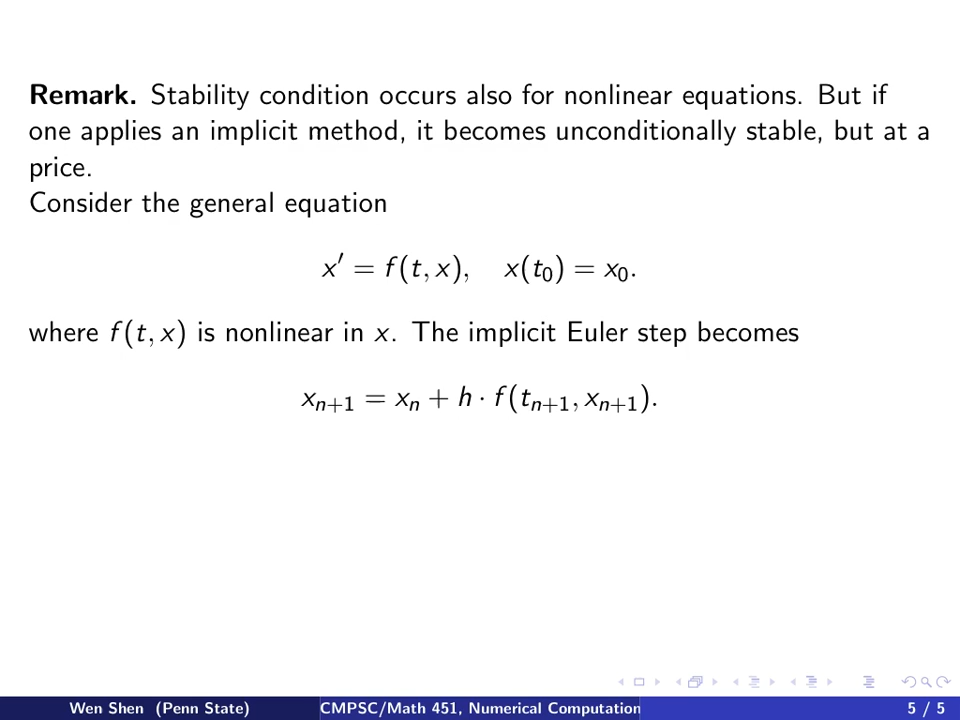 Remark. Stability condition occurs also for nonlinear equations. But if
one applies an implicit method, it becomes unconditionally stable, but at a
price.
Consider the general equation
x′ = f(t, x), x(t₀) = x₀.
where f(t, x) is nonlinear in x. The implicit Euler step becomes
xₙ₊₁ = xₙ + h · f(tₙ₊₁, xₙ₊₁).
Wen Shen (Penn State) CMPSC/Math 451, Numerical Computation 5 / 5